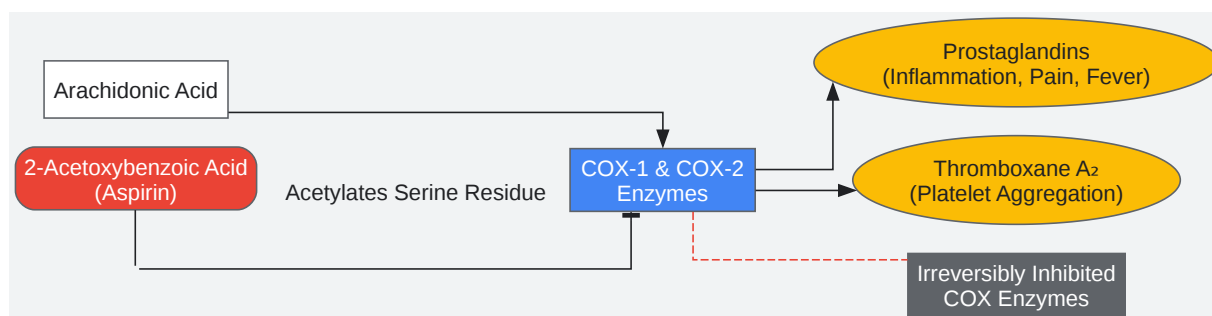 Prostaglandins
(Inflammation, Pain, Fever)
Arachidonic Acid
2-Acetoxybenzoic Acid
(Aspirin)
Acetylates Serine Residue
COX-1 & COX-2
Enzymes
Thromboxane A₂
(Platelet Aggregation)
Irreversibly Inhibited
COX Enzymes